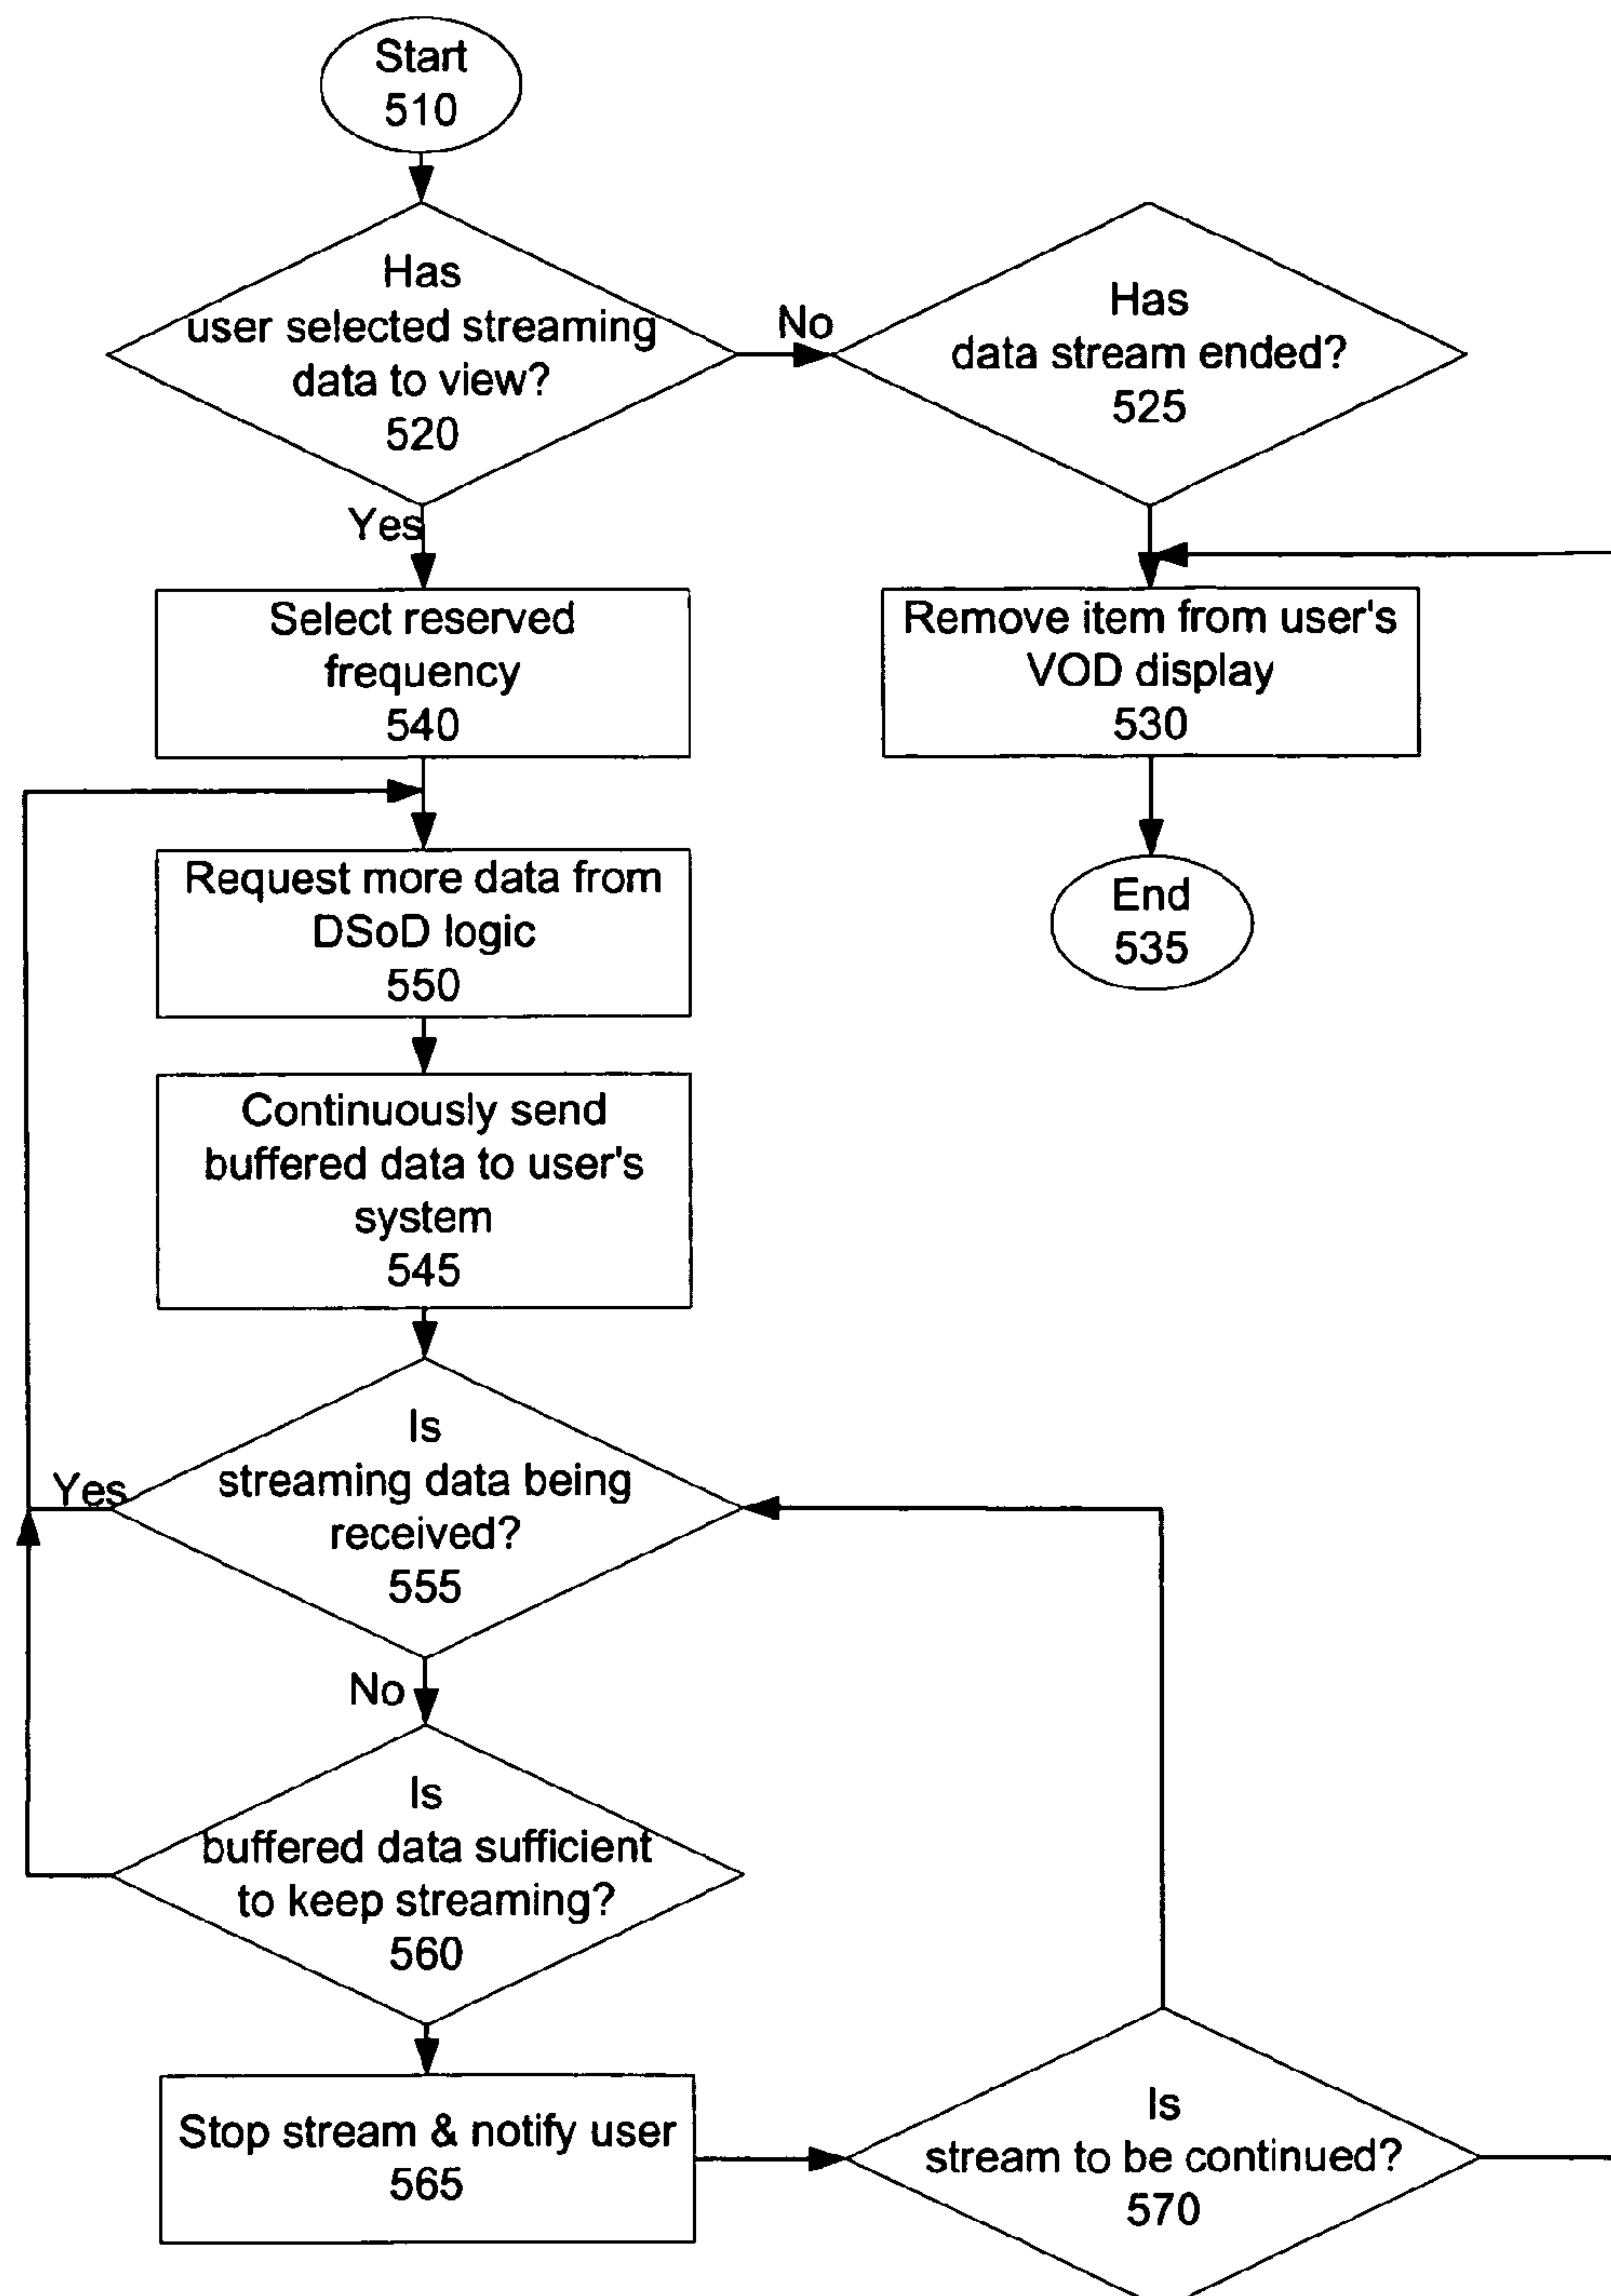 Start
510
Has
user selected streaming
data to view?
520
No
Has
data stream ended?
525
Yes
Select reserved
frequency
540
Remove item from user's
VOD display
530
Request more data from
DSoD logic
550
End
535
Continuously send
buffered data to user's
system
545
Is
streaming data being
received?
555
Yes
No
Is
buffered data sufficient
to keep streaming?
560
Stop stream & notify user
565
Is
stream to be continued?
570